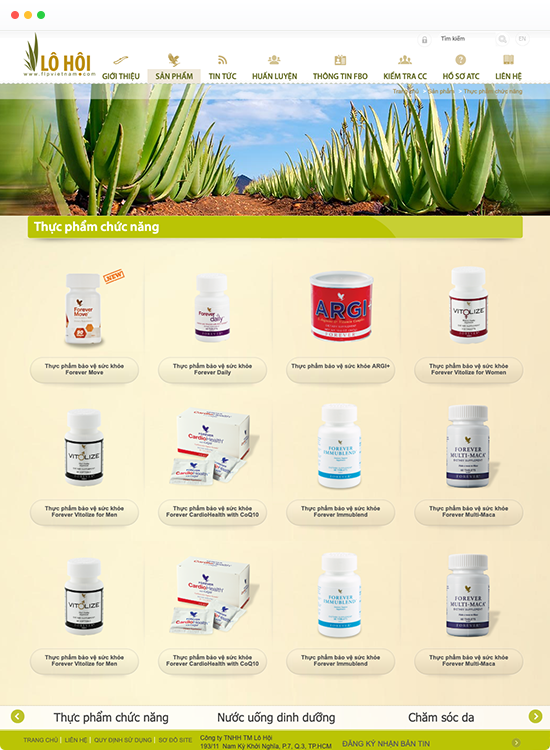 LÔ HỘI
www.flpvietnam.com
Tìm kiếm
EN
GIỚI THIỆU
SẢN PHẨM
TIN TỨC
HUẤN LUYỆN
THÔNG TIN FBO
KIỂM TRA CC
HỒ SƠ ATC
LIÊN HỆ
Trang chủ
Sản phẩm
Thực phẩm chức năng
Thực phẩm chức năng
NEW
Forever
Move
Forever
daily
ARGI+
FOREVER
VITOLIZE
Thực phẩm bảo vệ sức khỏe
Forever Move
Thực phẩm bảo vệ sức khỏe
Forever Daily
Thực phẩm bảo vệ sức khỏe ARGI+
Thực phẩm bảo vệ sức khỏe
Forever Vitolize for Women
VITOLIZE
FOREVER
CardioHealth
FOREVER
IMMUBLEND
FOREVER
MULTI-MACA
Thực phẩm bảo vệ sức khỏe
Forever Vitolize for Men
Thực phẩm bảo vệ sức khỏe
Forever CardioHealth with CoQ10
Thực phẩm bảo vệ sức khỏe
Forever Immublend
Thực phẩm bảo vệ sức khỏe
Forever Multi-Maca
VITOLIZE
FOREVER
CardioHealth
FOREVER
IMMUBLEND
FOREVER
MULTI-MACA
Thực phẩm bảo vệ sức khỏe
Forever Vitolize for Men
Thực phẩm bảo vệ sức khỏe
Forever CardioHealth with CoQ10
Thực phẩm bảo vệ sức khỏe
Forever Immublend
Thực phẩm bảo vệ sức khỏe
Forever Multi-Maca
Thực phẩm chức năng
Nước uống dinh dưỡng
Chăm sóc da
TRANG CHỦ | LIÊN HỆ | QUY ĐỊNH SỬ DỤNG | SƠ ĐỒ SITE
Công ty TNHH TM Lô Hội
193/11 Nam Kỳ Khởi Nghĩa, P.7, Q.3, TP.HCM
ĐĂNG KÝ NHẬN BẢN TIN